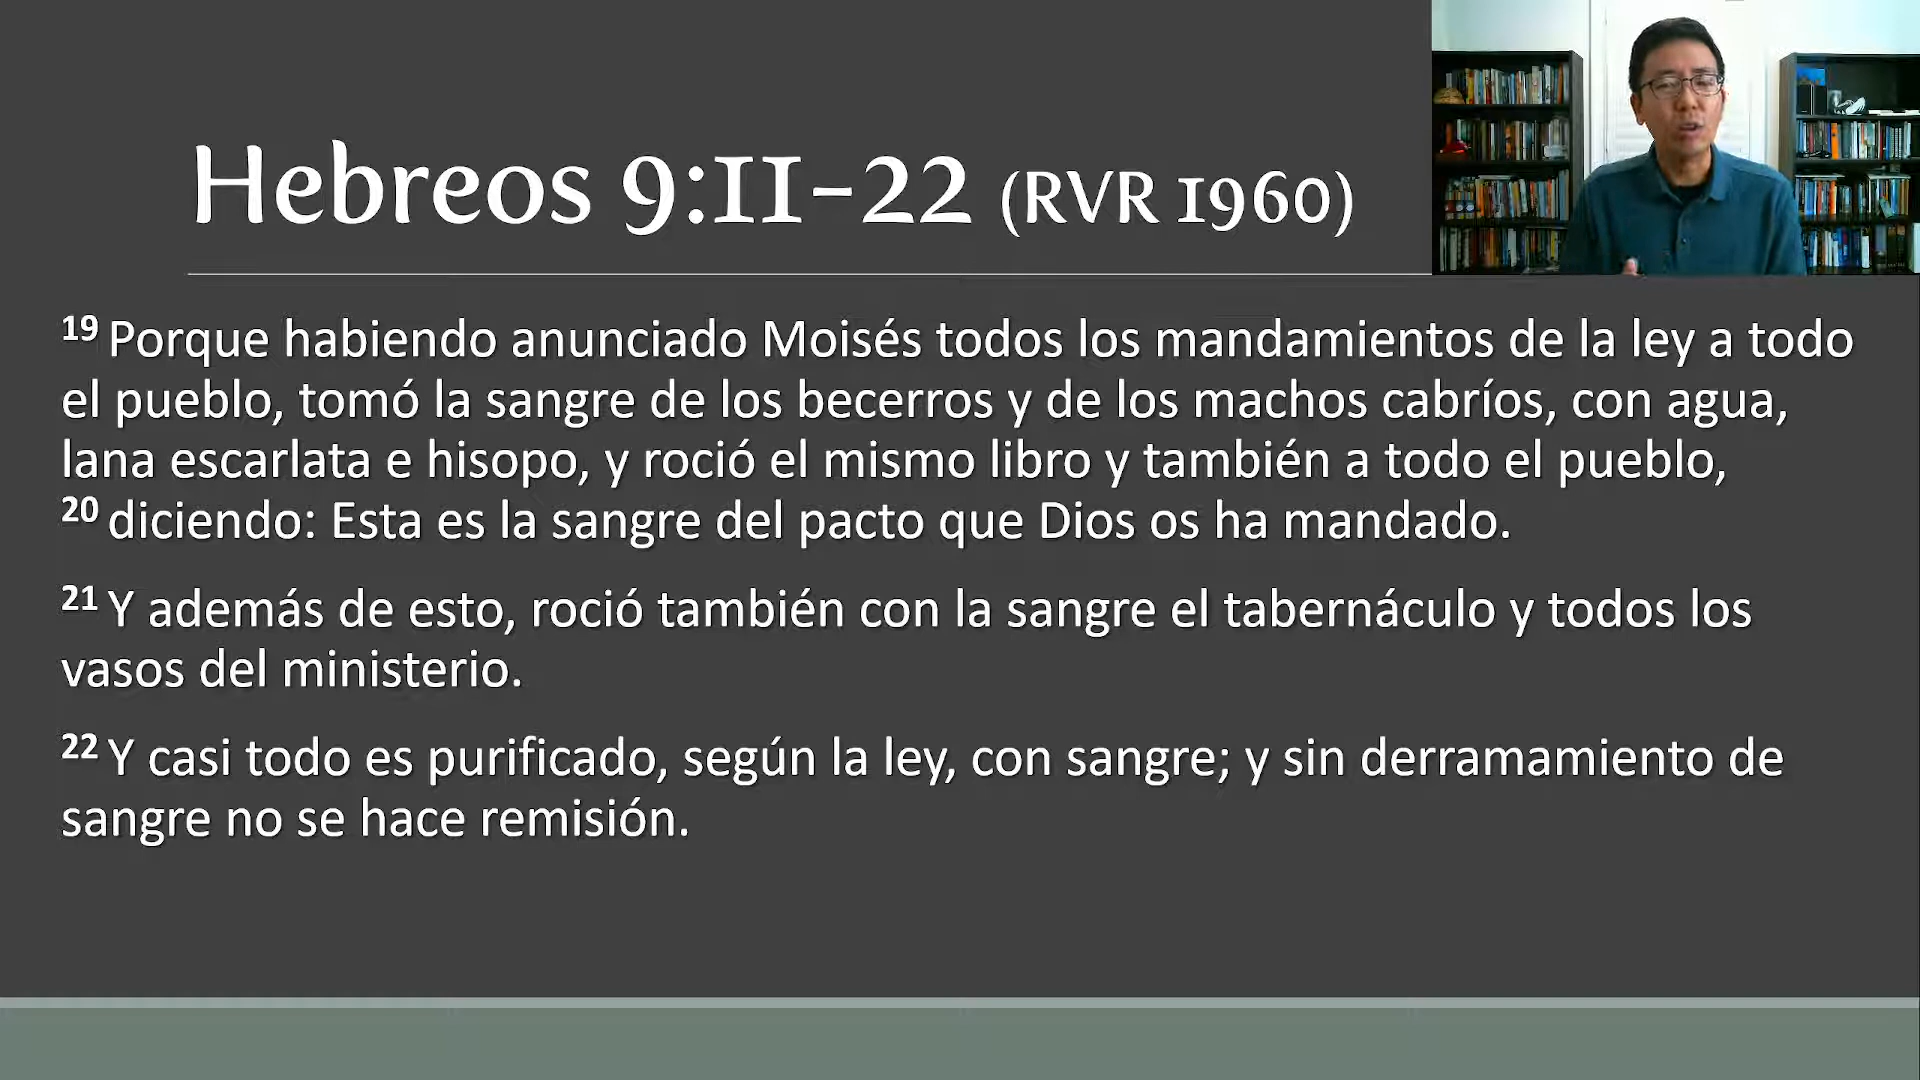 Hebreos 9:11-22 (RVR 1960)
19 Porque habiendo anunciado Moisés todos los mandamientos de la ley a todo
el pueblo, tomó la sangre de los becerros y de los machos cabríos, con agua,
lana escarlata e hisopo, y roció el mismo libro y también a todo el pueblo,
20 diciendo: Esta es la sangre del pacto que Dios os ha mandado.
21 Y además de esto, roció también con la sangre el tabernáculo y todos los
vasos del ministerio.
22 Y casi todo es purificado, según la ley, con sangre; y sin derramamiento de
sangre no se hace remisión.